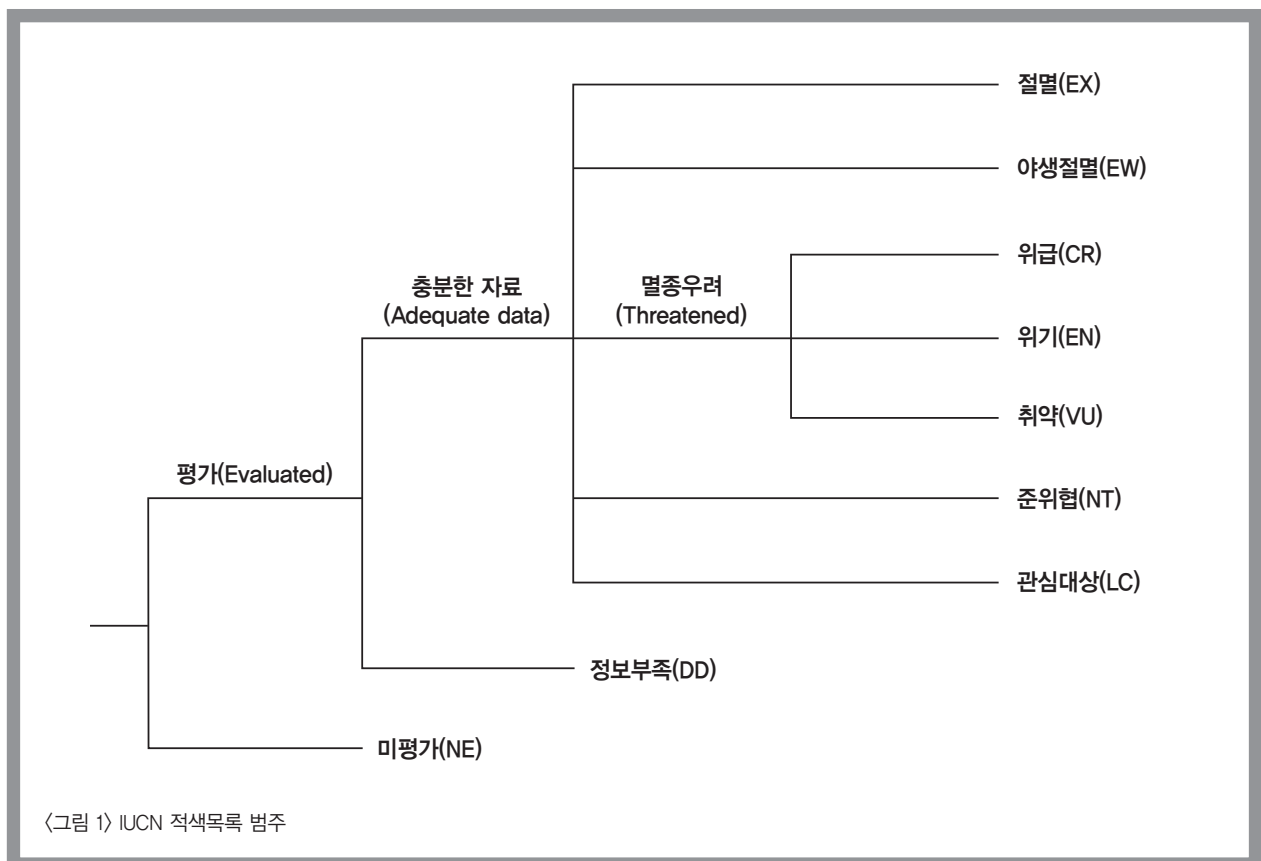 절멸(EX)
야생절멸(EW)
위급(CR)
충분한 자료
(Adequate data)
멸종우려
(Threatened)
위기(EN)
취약(VU)
평가(Evaluated)
준위협(NT)
관심대상(LC)
정보부족(DD)
미평가(NE)
〈그림 1〉 IUCN 적색목록 범주